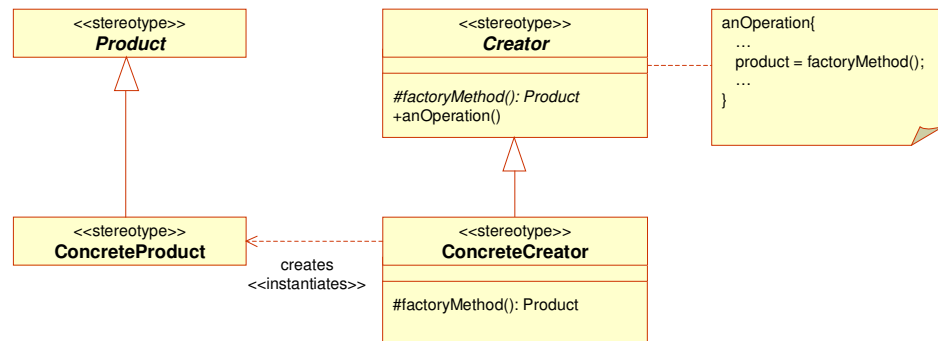 <<stereotype>>
Product
<<stereotype>>
Creator
#factoryMethod(): Product
+anOperation()
anOperation{
…
product = factoryMethod();
…
}
<<stereotype>>
ConcreteProduct
creates
<<instantiates>>
<<stereotype>>
ConcreteCreator
#factoryMethod(): Product